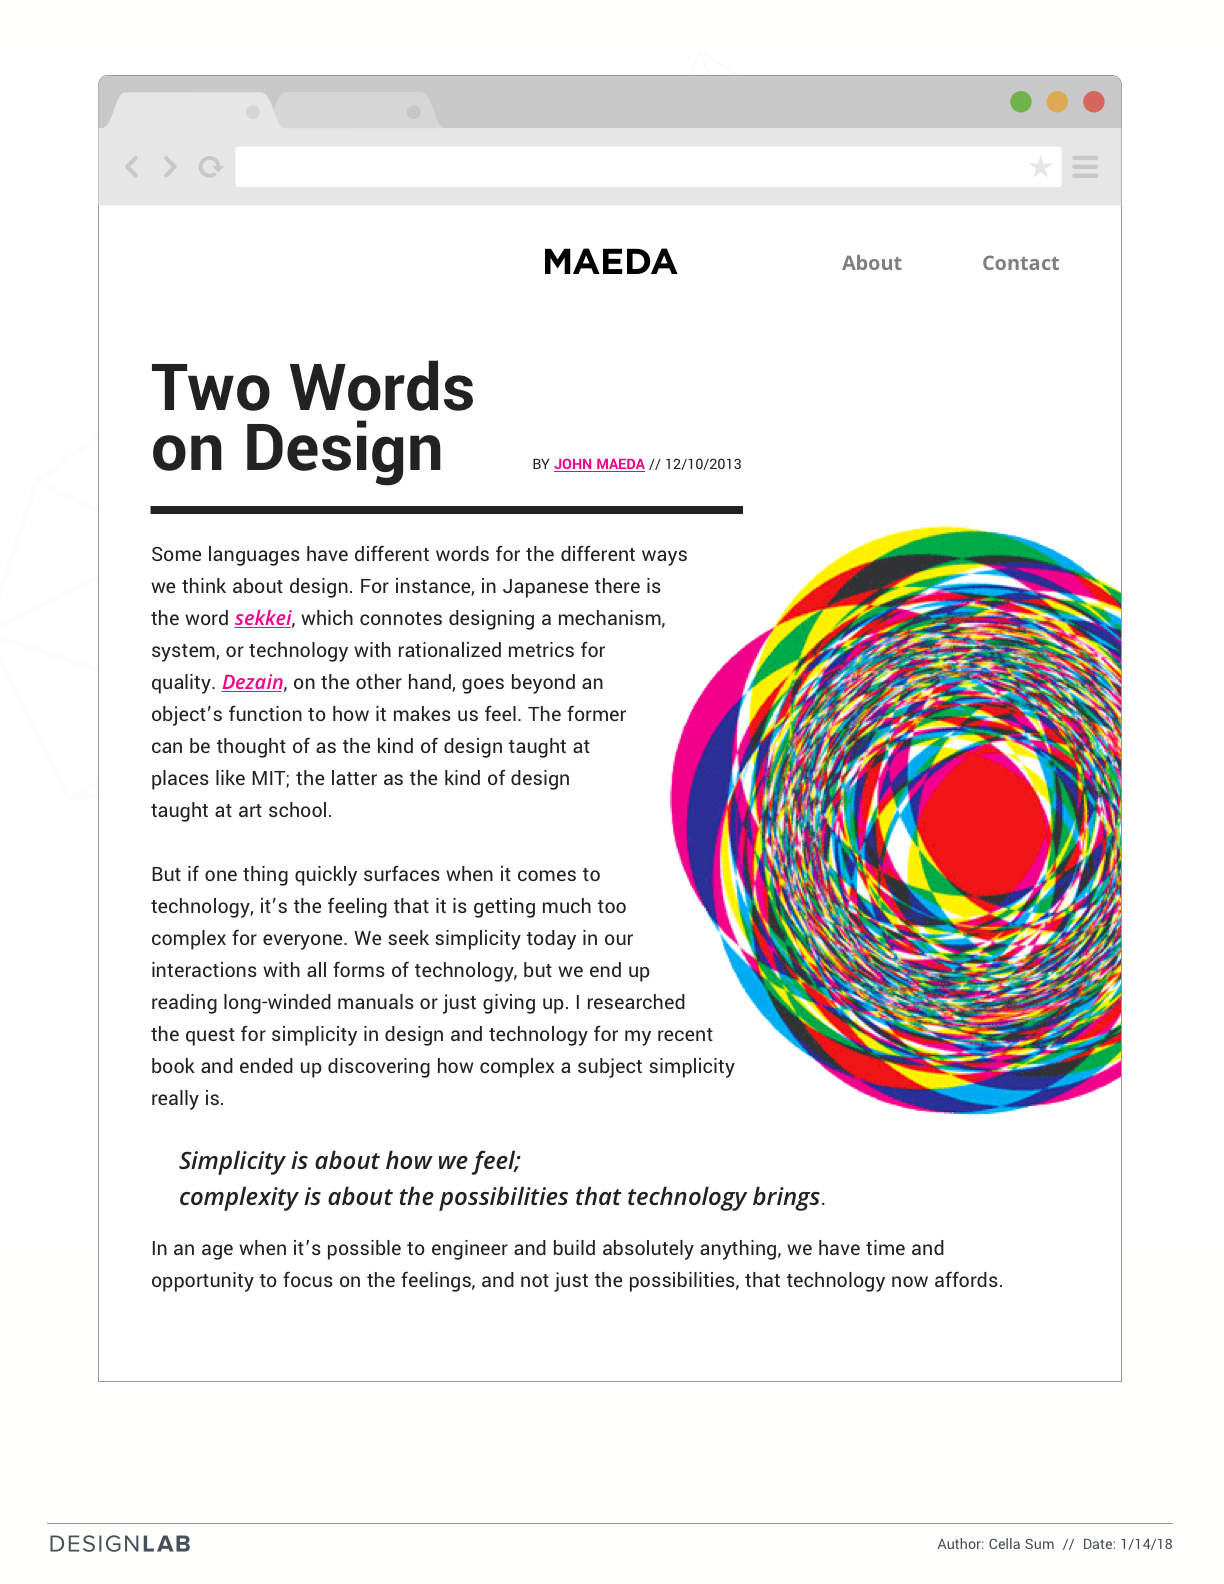 MAEDA
About
Contact
Two Words
on Design
BY JOHN MAEDA // 12/10/2013
Some languages have different words for the different ways
we think about design. For instance, in Japanese there is
the word sekkei, which connotes designing a mechanism,
system, or technology with rationalized metrics for
quality. Dezain, on the other hand, goes beyond an
object’s function to how it makes us feel. The former
can be thought of as the kind of design taught at
places like MIT; the latter as the kind of design
taught at art school.
But if one thing quickly surfaces when it comes to
technology, it’s the feeling that it is getting much too
complex for everyone. We seek simplicity today in our
interactions with all forms of technology, but we end up
reading long-winded manuals or just giving up. I researched
the quest for simplicity in design and technology for my recent
book and ended up discovering how complex a subject simplicity
really is.
Simplicity is about how we feel;
complexity is about the possibilities that technology brings.
In an age when it’s possible to engineer and build absolutely anything, we have time and
opportunity to focus on the feelings, and not just the possibilities, that technology now affords.
DESIGNLAB
Author: Cella Sum // Date: 1/14/18